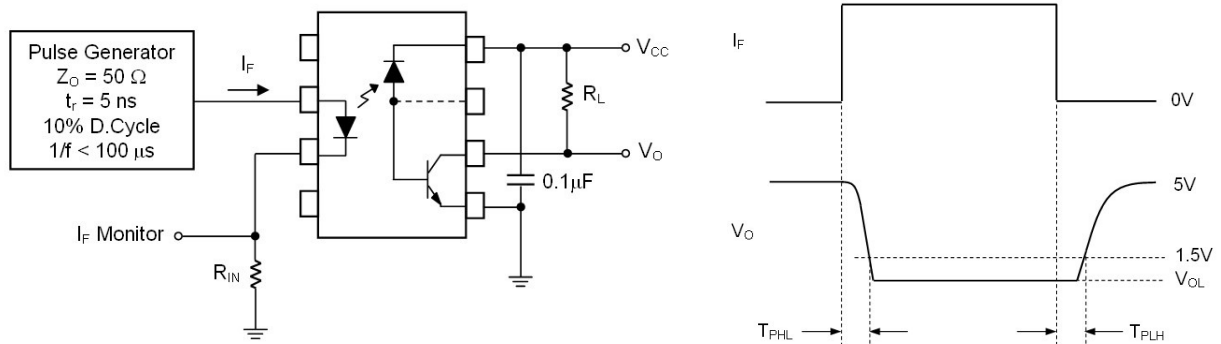 Pulse Generator
Z_O = 50 Ω
t_r = 5 ns
10% D.Cycle
1/f < 100 μs
I_F
V_CC
R_L
V_O
0.1μF
I_F Monitor
R_IN
I_F
0V
5V
V_O
1.5V
V_OL
T_PHL
T_PLH